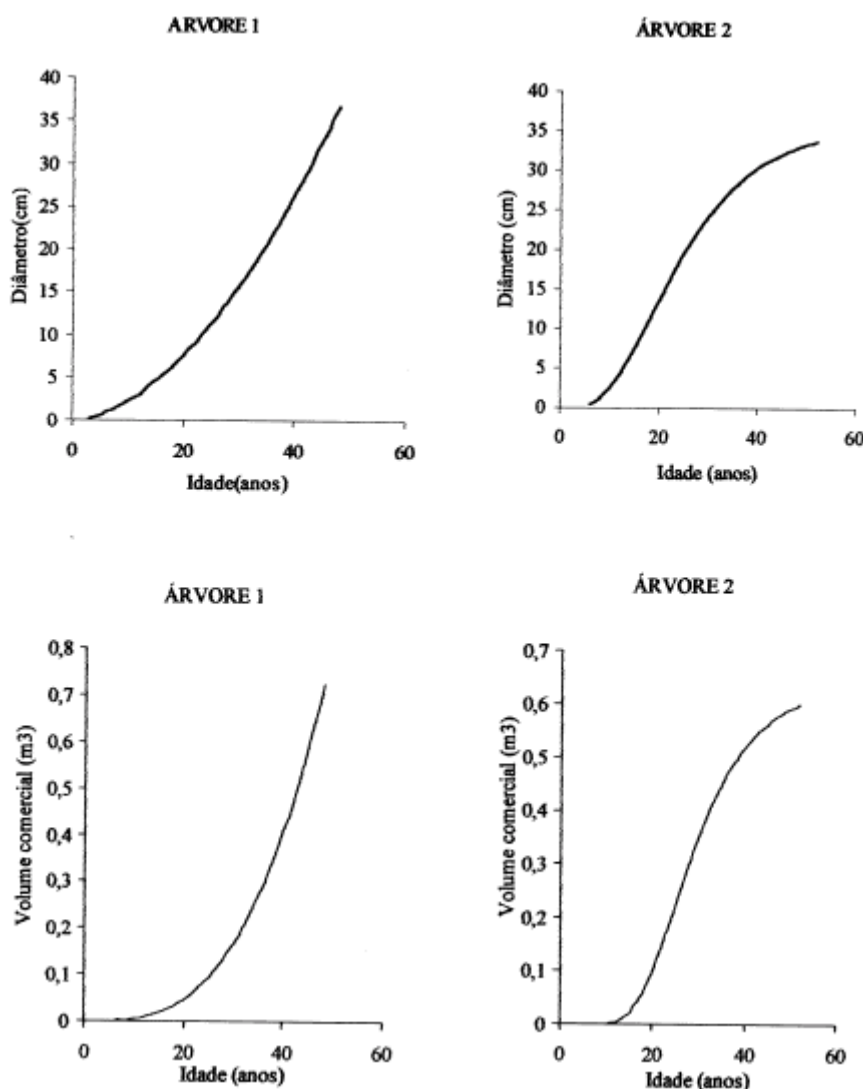 ARVORE 1
40
35
30
25
20
15
10
5
0
Diâmetro(cm)
0 20 40 60
Idade(anos)
ÁRVORE 2
40
35
30
25
20
15
10
5
0
Diâmetro (cm)
0 20 40 60
Idade (anos)
ÁRVORE 1
0,8
0,7
0,6
0,5
0,4
0,3
0,2
0,1
0
Volume comercial (m3)
0 20 40 60
Idade (anos)
ÁRVORE 2
0,7
0,6
0,5
0,4
0,3
0,2
0,1
0
Volume comercial (m3)
0 20 40 60
Idade (anos)